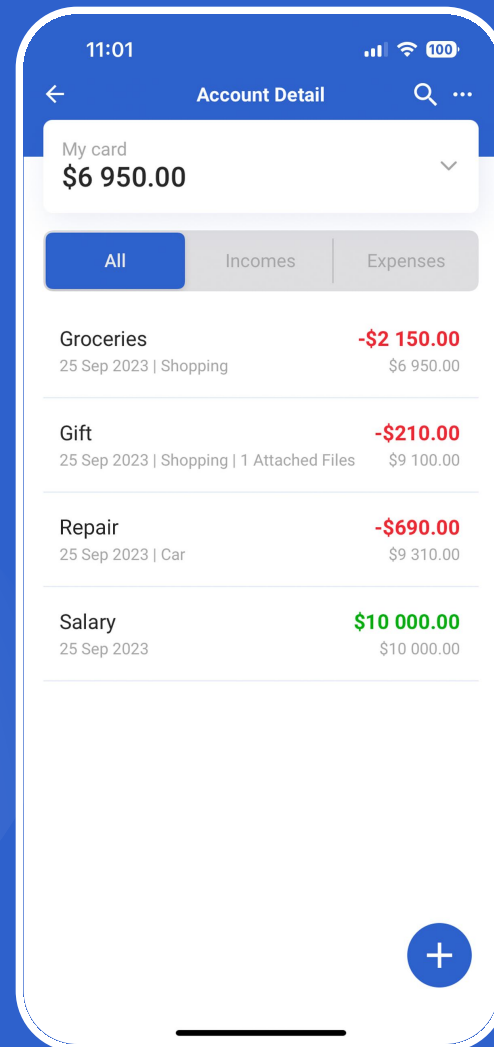 11:01
100
Account Detail
My card
$6 950.00
All Incomes Expenses
Groceries -$2 150.00
25 Sep 2023 | Shopping $6 950.00
Gift -$210.00
25 Sep 2023 | Shopping | 1 Attached Files $9 100.00
Repair -$690.00
25 Sep 2023 | Car $9 310.00
Salary $10 000.00
25 Sep 2023 $10 000.00